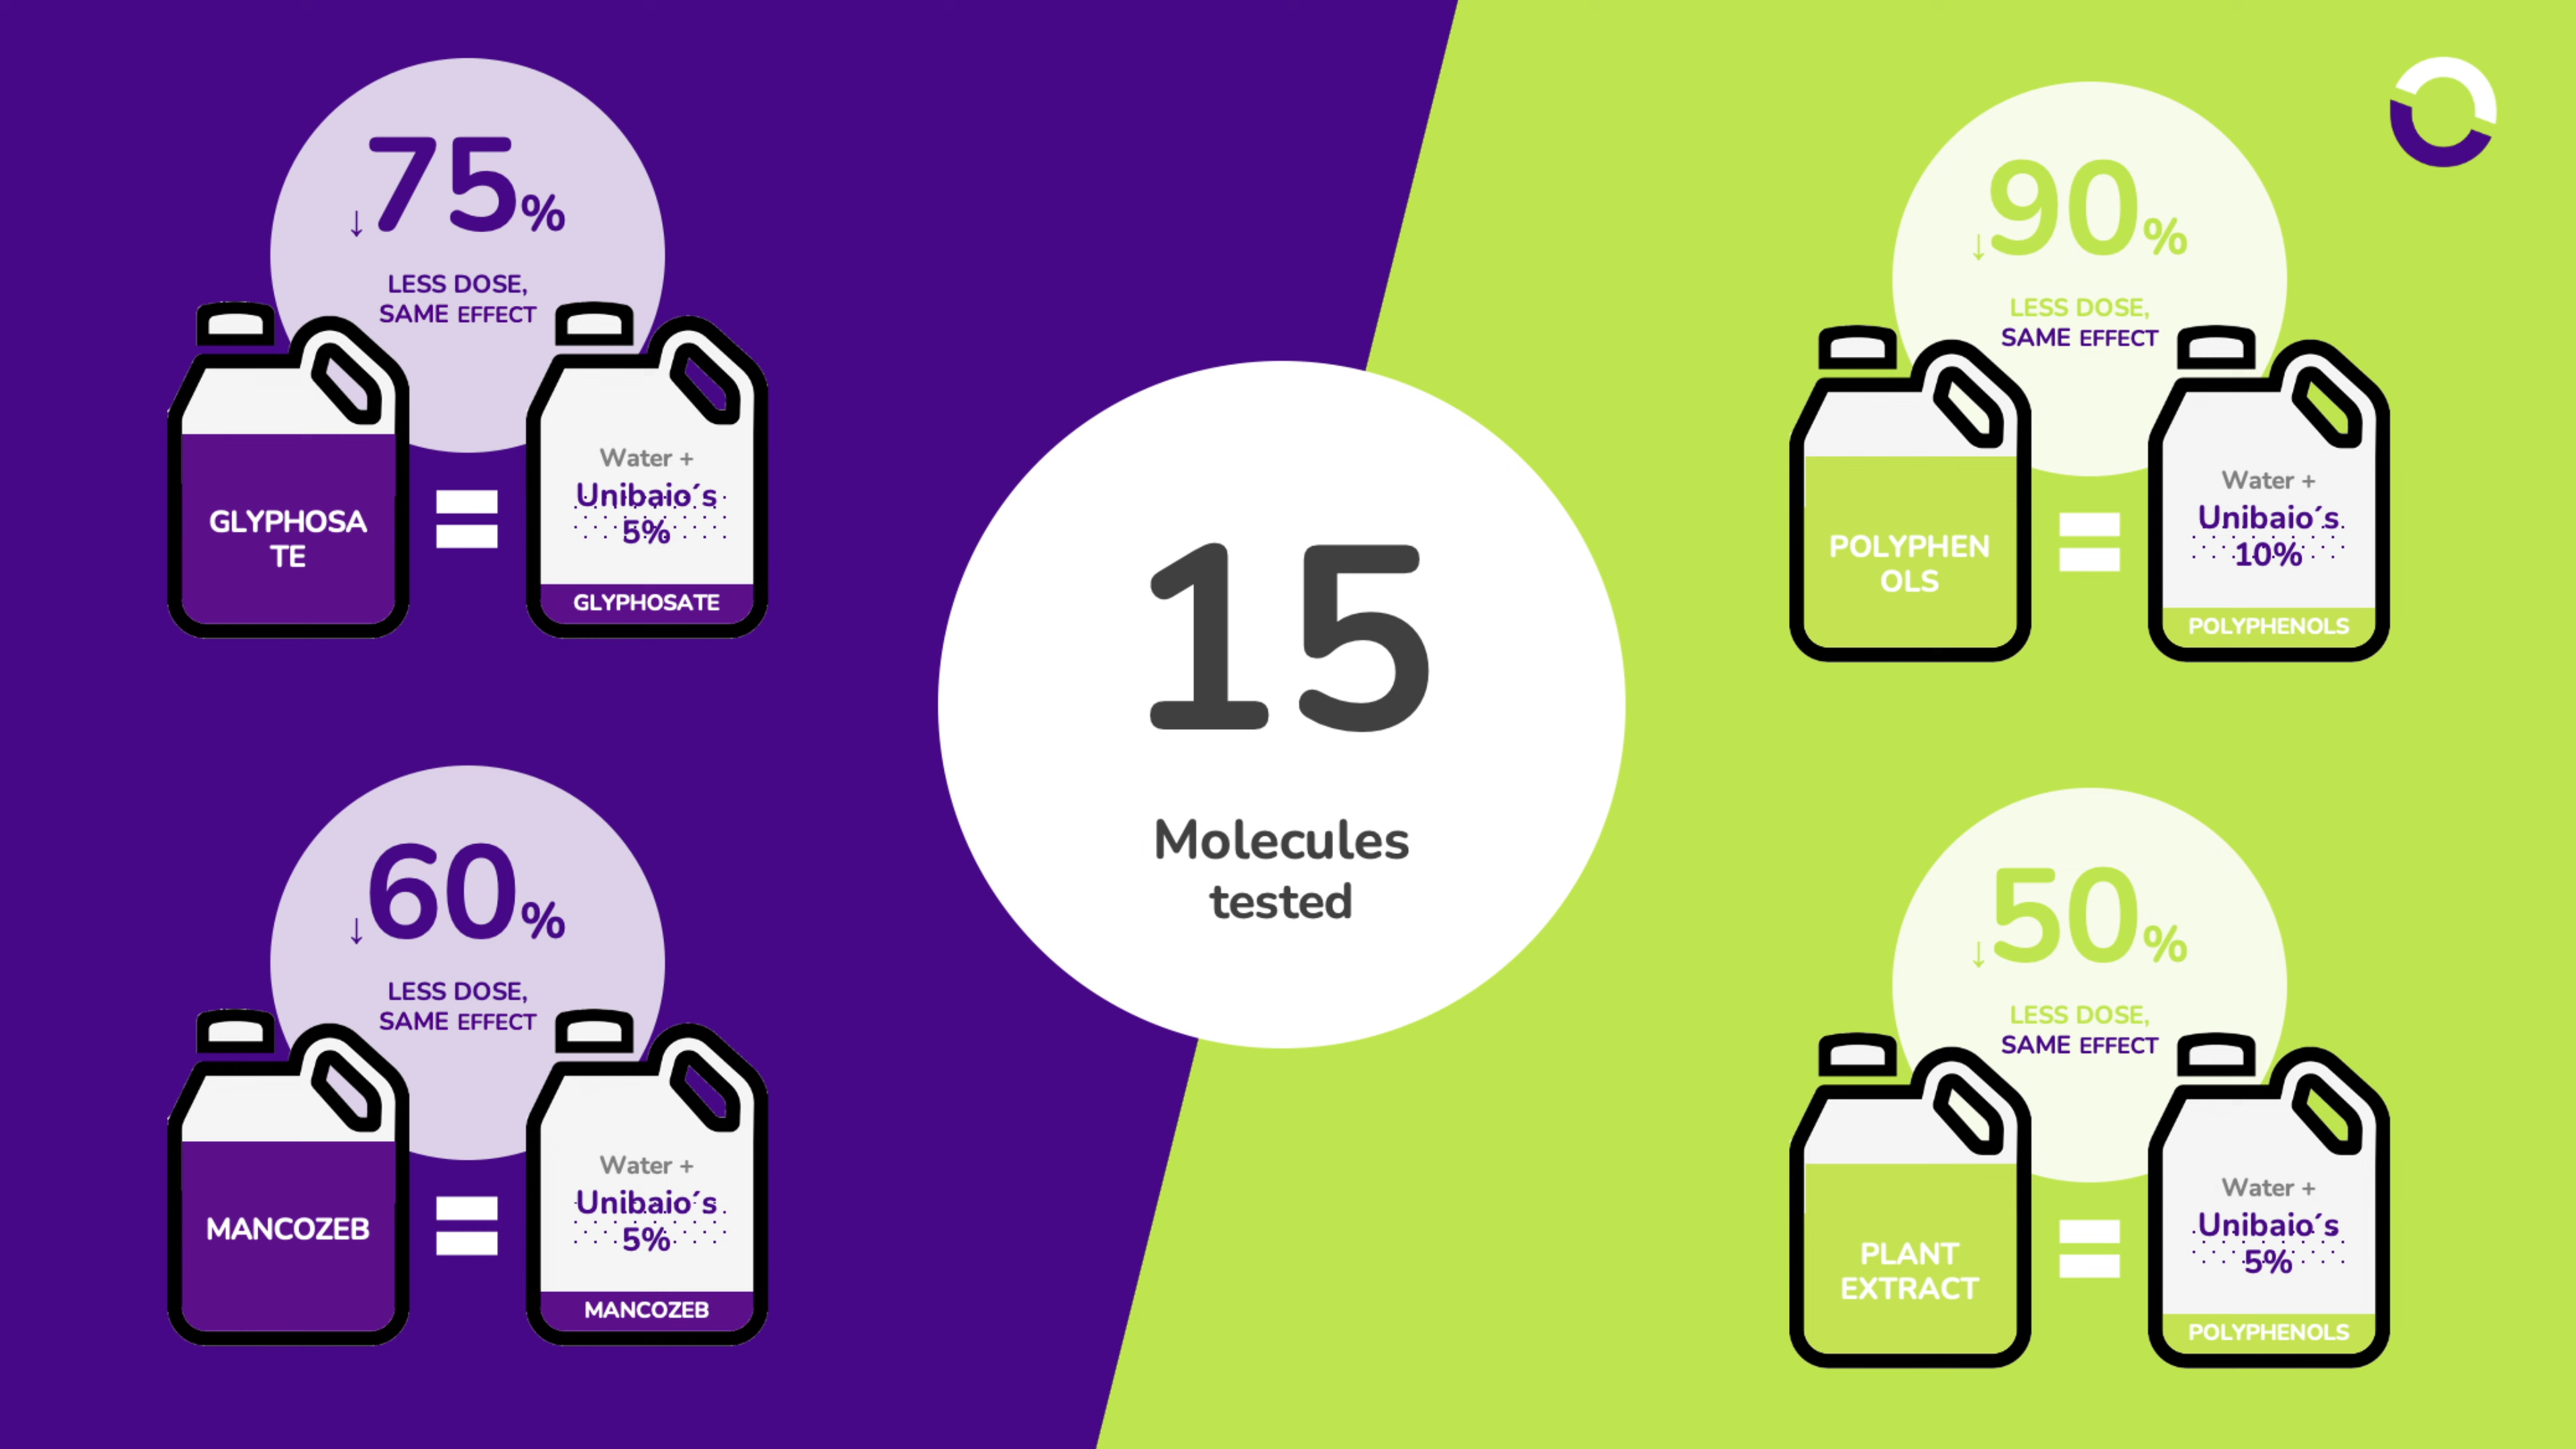 ↓75%
LESS DOSE,
SAME EFFECT
GLYPHOSA
TE
=
Water +
Unibaio´s
5%
GLYPHOSATE
↓60%
LESS DOSE,
SAME EFFECT
MANCOZEB
=
Water +
Unibaio´s
5%
MANCOZEB
15
Molecules
tested
↓90%
LESS DOSE,
SAME EFFECT
POLYPHEN
OLS
=
Water +
Unibaio´s
10%
POLYPHENOLS
↓50%
LESS DOSE,
SAME EFFECT
PLANT
EXTRACT
=
Water +
Unibaio´s
5%
POLYPHENOLS